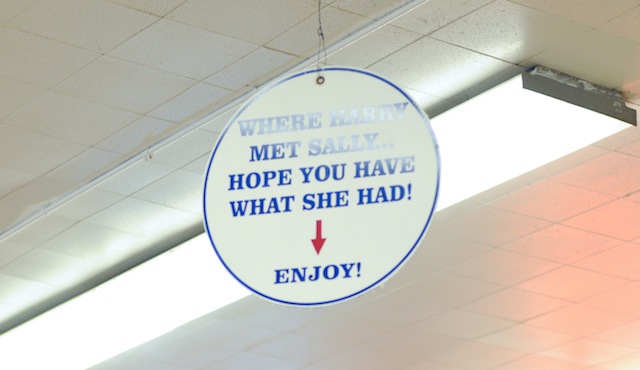 WHERE HARRY
MET SALLY...
HOPE YOU HAVE
WHAT SHE HAD!
ENJOY!